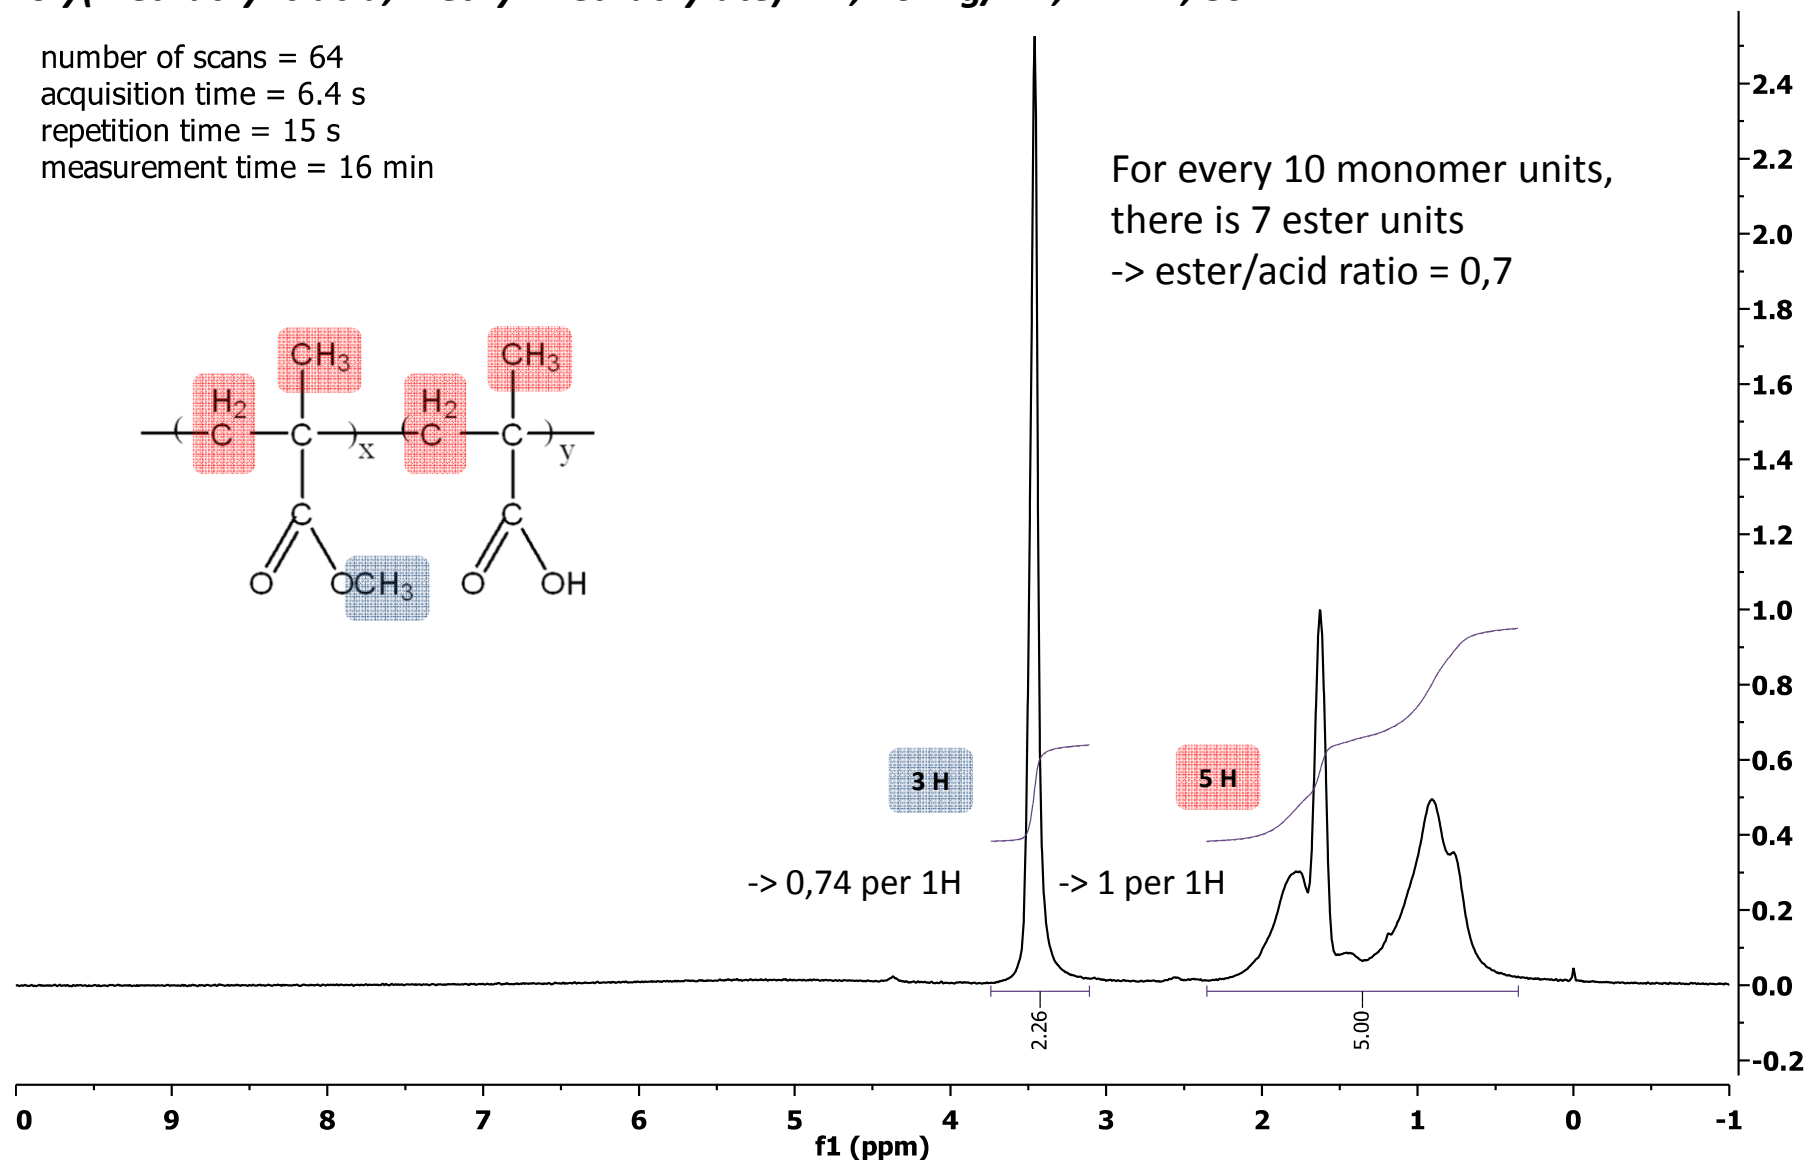 number of scans = 64
acquisition time = 6.4 s
repetition time = 15 s
measurement time = 16 min
For every 10 monomer units,
there is 7 ester units
-> ester/acid ratio = 0,7
CH3 CH3
H2 H2
C C x C C y
C C
O OCH3 O OH
3 H
5 H
-> 0,74 per 1H
-> 1 per 1H
2.26
5.00
2.4
2.2
2.0
1.8
1.6
1.4
1.2
1.0
0.8
0.6
0.4
0.2
0.0
-0.2
0 9 8 7 6 5 4 3 2 1 0 -1
f1 (ppm)